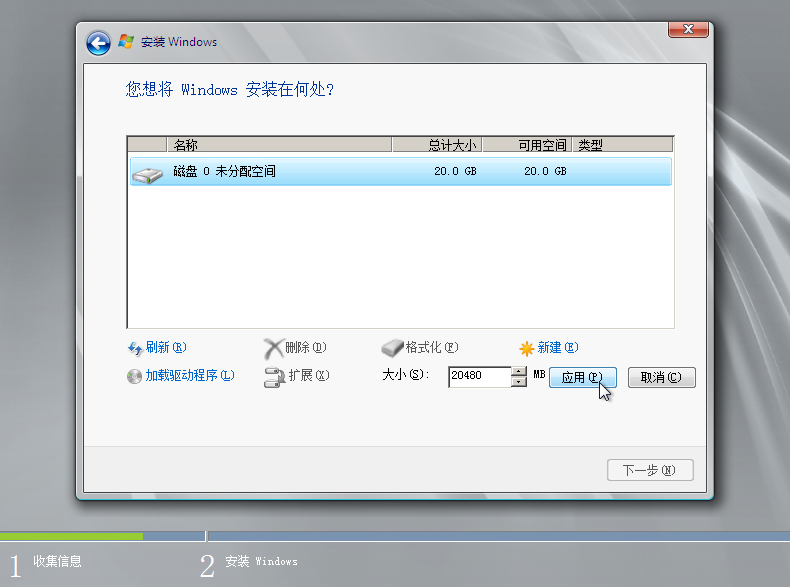 安装 Windows
您想将 Windows 安装在何处?
名称 总计大小 可用空间 类型
磁盘 0 未分配空间 20.0 GB 20.0 GB
刷新(R) 删除(D) 格式化(F) 新建(E)
加载驱动程序(L) 扩展(X) 大小(S): 20480 MB 应用(P) 取消(C)
下一步(N)
1 收集信息 2 安装 Windows